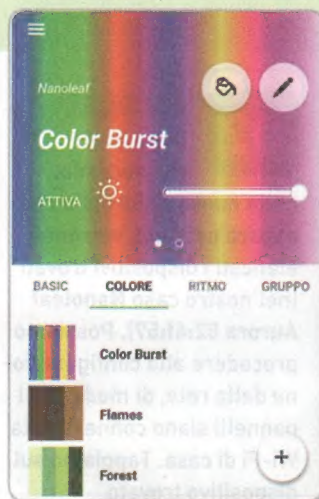 Nanoleaf
Color Burst
ATTIVA
BASIC COLORE RITMO GRUPPO
Color Burst
Flames
Forest
+